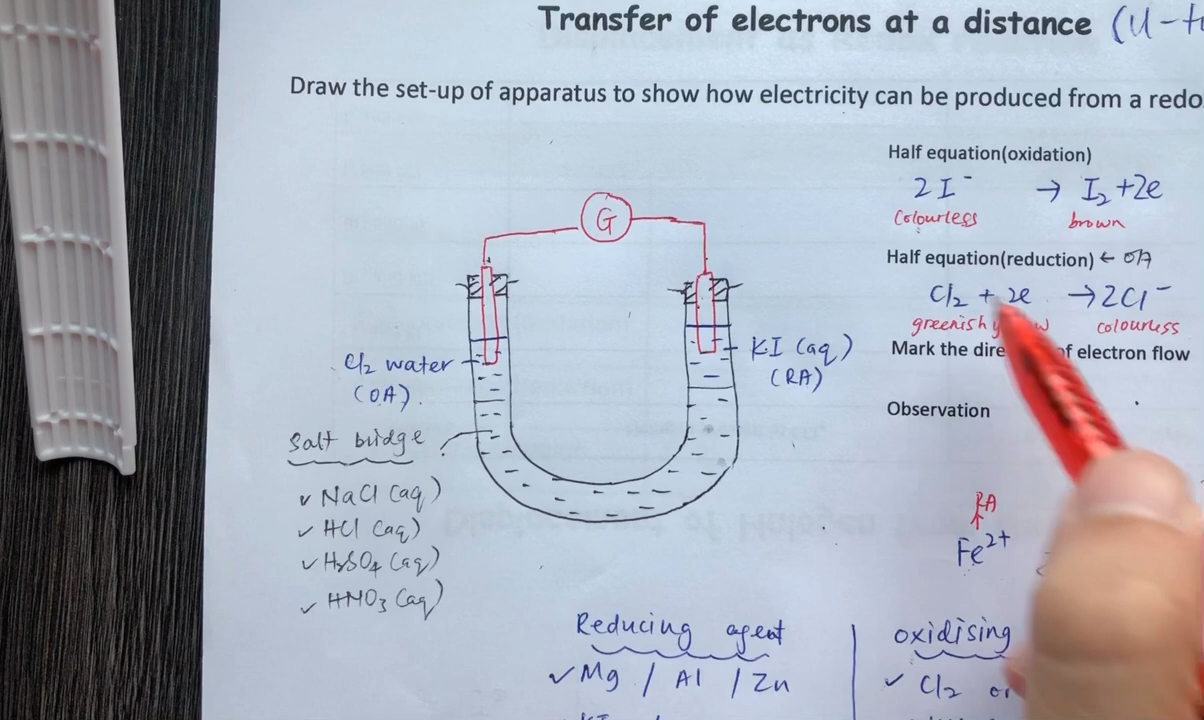 Transfer of electrons at a distance (U-t
Draw the set-up of apparatus to show how electricity can be produced from a redo
Half equation(oxidation)
2I⁻ → I₂ +2e
colourless brown
Half equation(reduction) ← OA
Cl₂ + 2e → 2Cl⁻
greenish colourless
Mark the dire of electron flow
Observation
G
Cl₂ water
(OA).
KI (aq)
(RA)
Salt bridge
✓ NaCl (aq)
✓ HCl (aq)
✓ H₂SO₄ (aq)
✓ HNO₃ (aq)
RA
Fe²⁺
Reducing agent
✓ Mg / Al / Zn
oxidising
✓ Cl₂ or